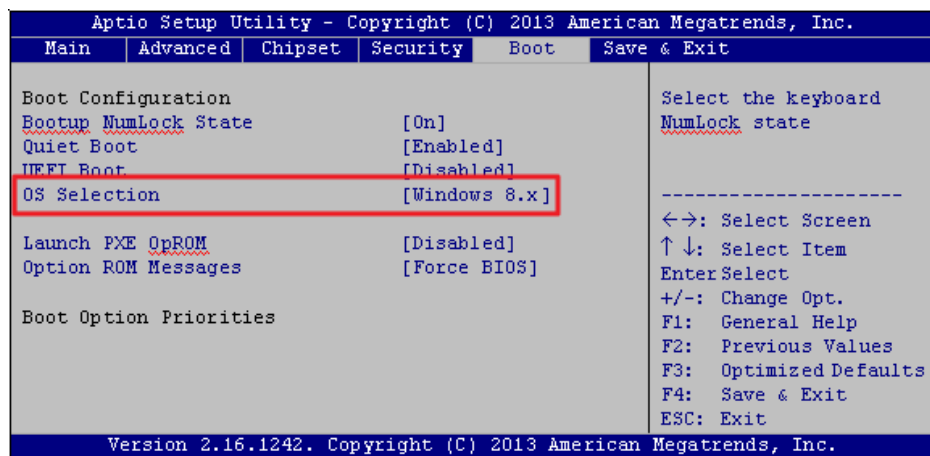 Aptio Setup Utility - Copyright (C) 2013 American Megatrends, Inc.
Main Advanced Chipset Security Boot Save & Exit
Boot Configuration
Bootup NumLock State [On]
Quiet Boot [Enabled]
UEFI Boot [Disabled]
OS Selection [Windows 8.x]
Launch PXE OpROM [Disabled]
Option ROM Messages [Force BIOS]
Boot Option Priorities
Select the keyboard
NumLock state
--------------------
←→: Select Screen
↑ ↓: Select Item
Enter Select
+/-: Change Opt.
F1: General Help
F2: Previous Values
F3: Optimized Defaults
F4: Save & Exit
ESC: Exit
Version 2.16.1242. Copyright (C) 2013 American Megatrends, Inc.